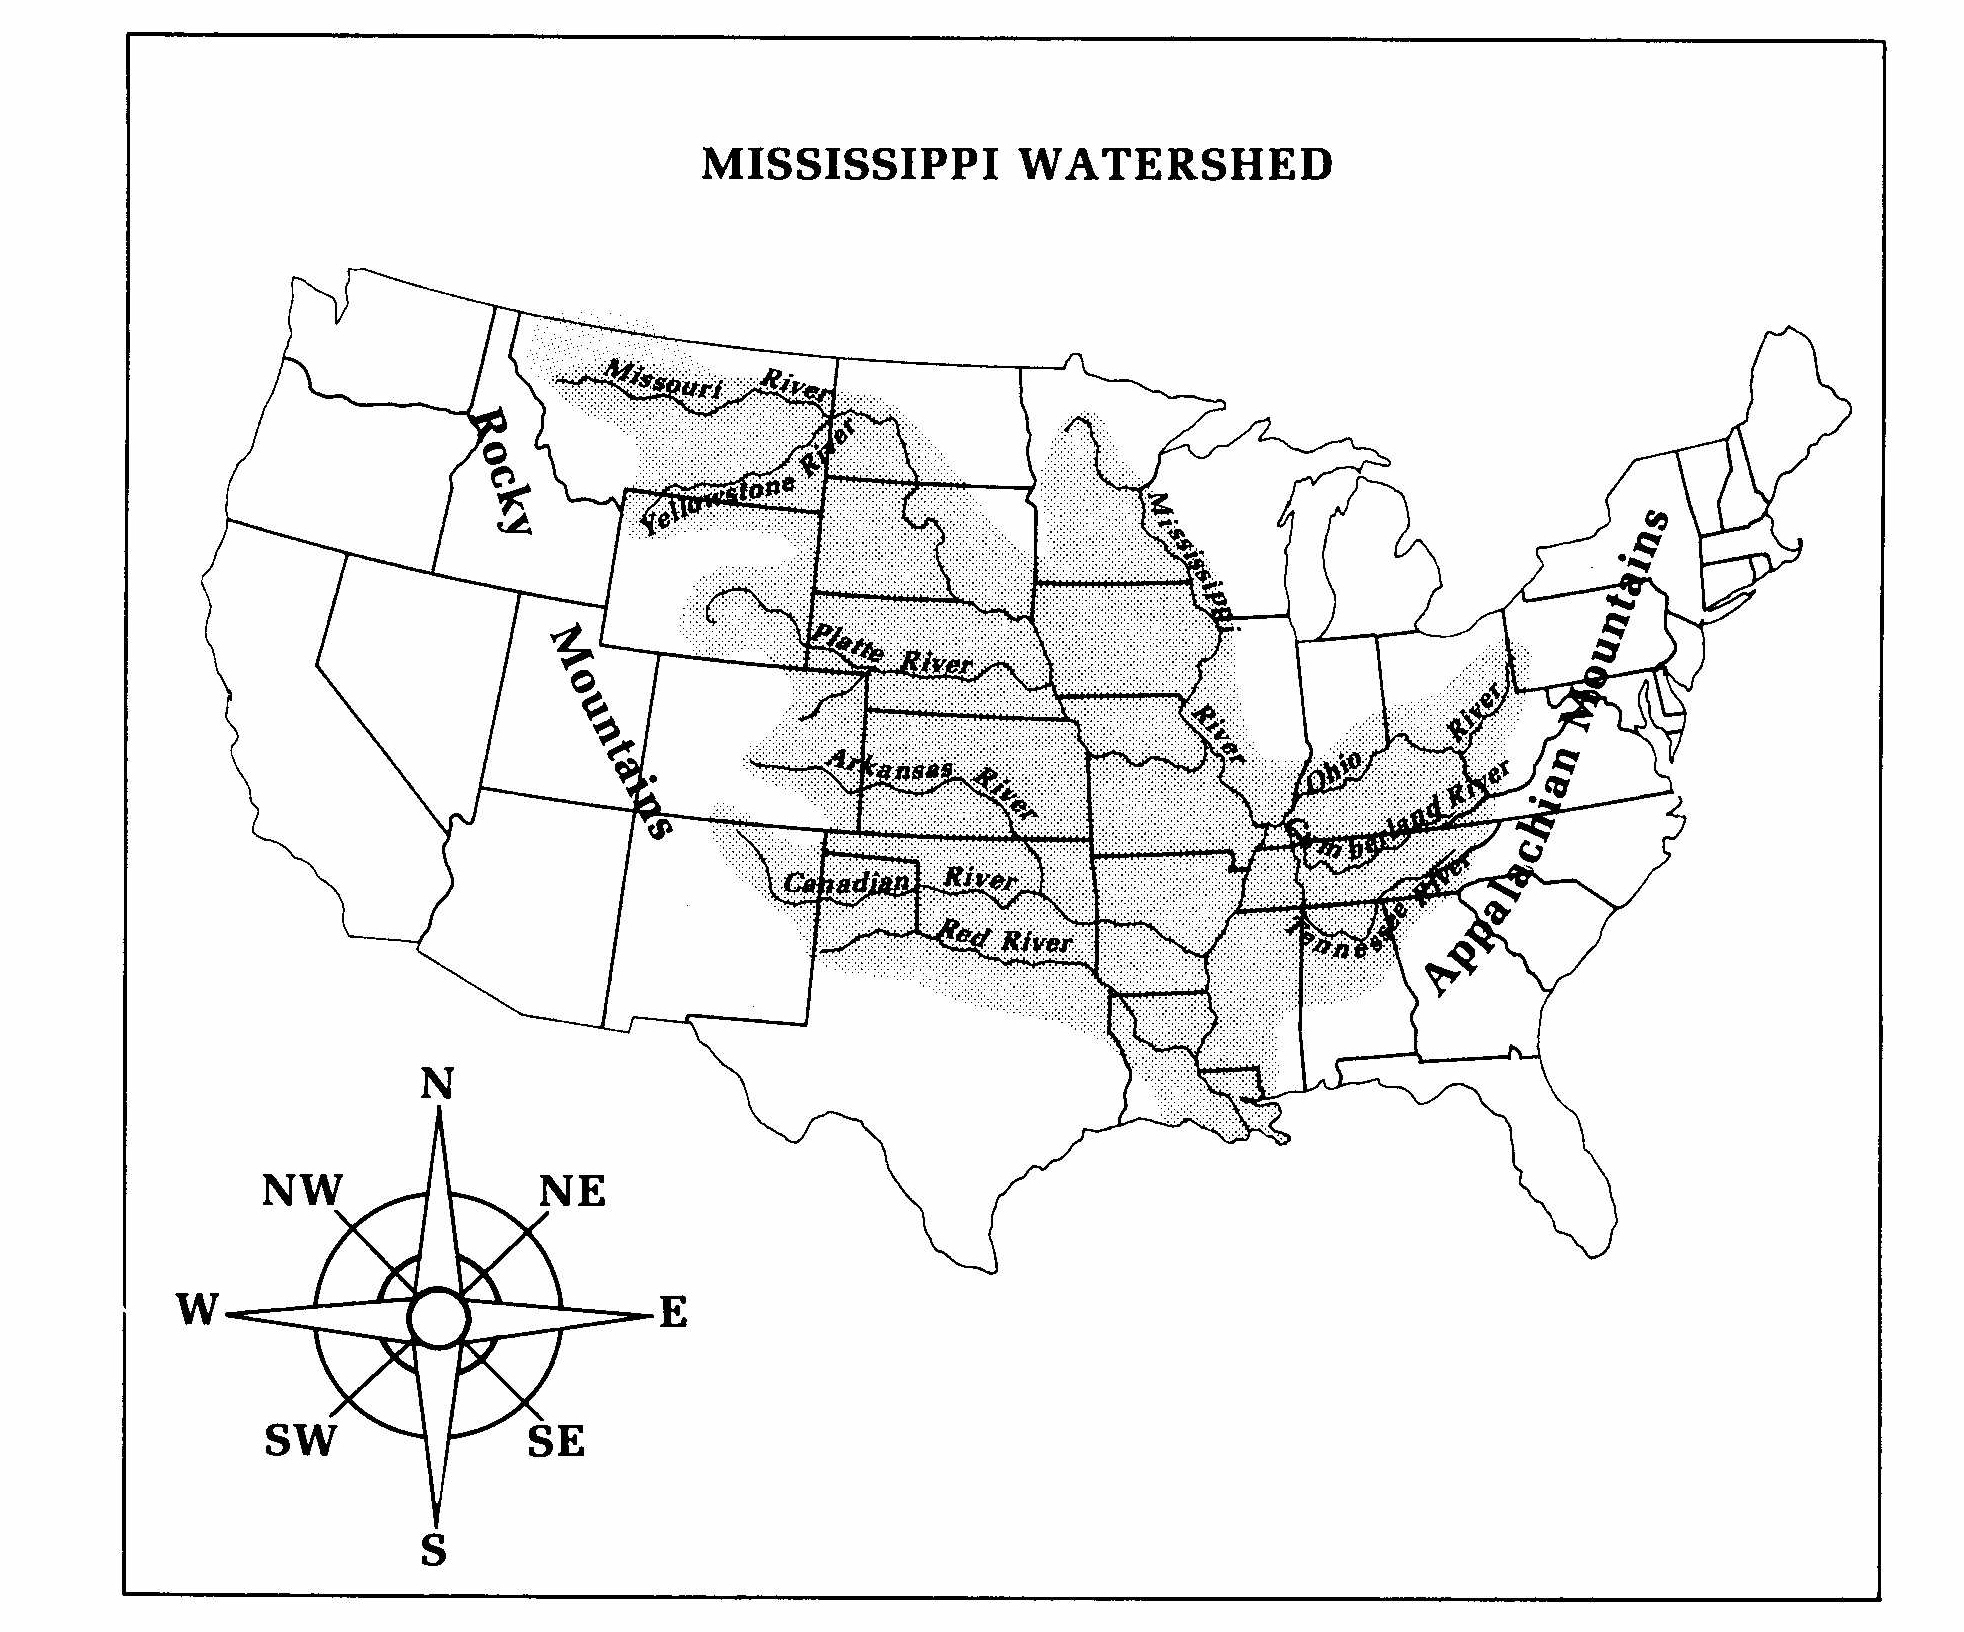 MISSISSIPPI WATERSHED
Missouri River
Yellowstone River
Rocky Mountains
Mississippi River
Platte River
Ohio River
Arkansas River
Cumberland River
Canadian River
Tennessee River
Red River
Appalachian Mountains
N
NW NE
W E
SW SE
S